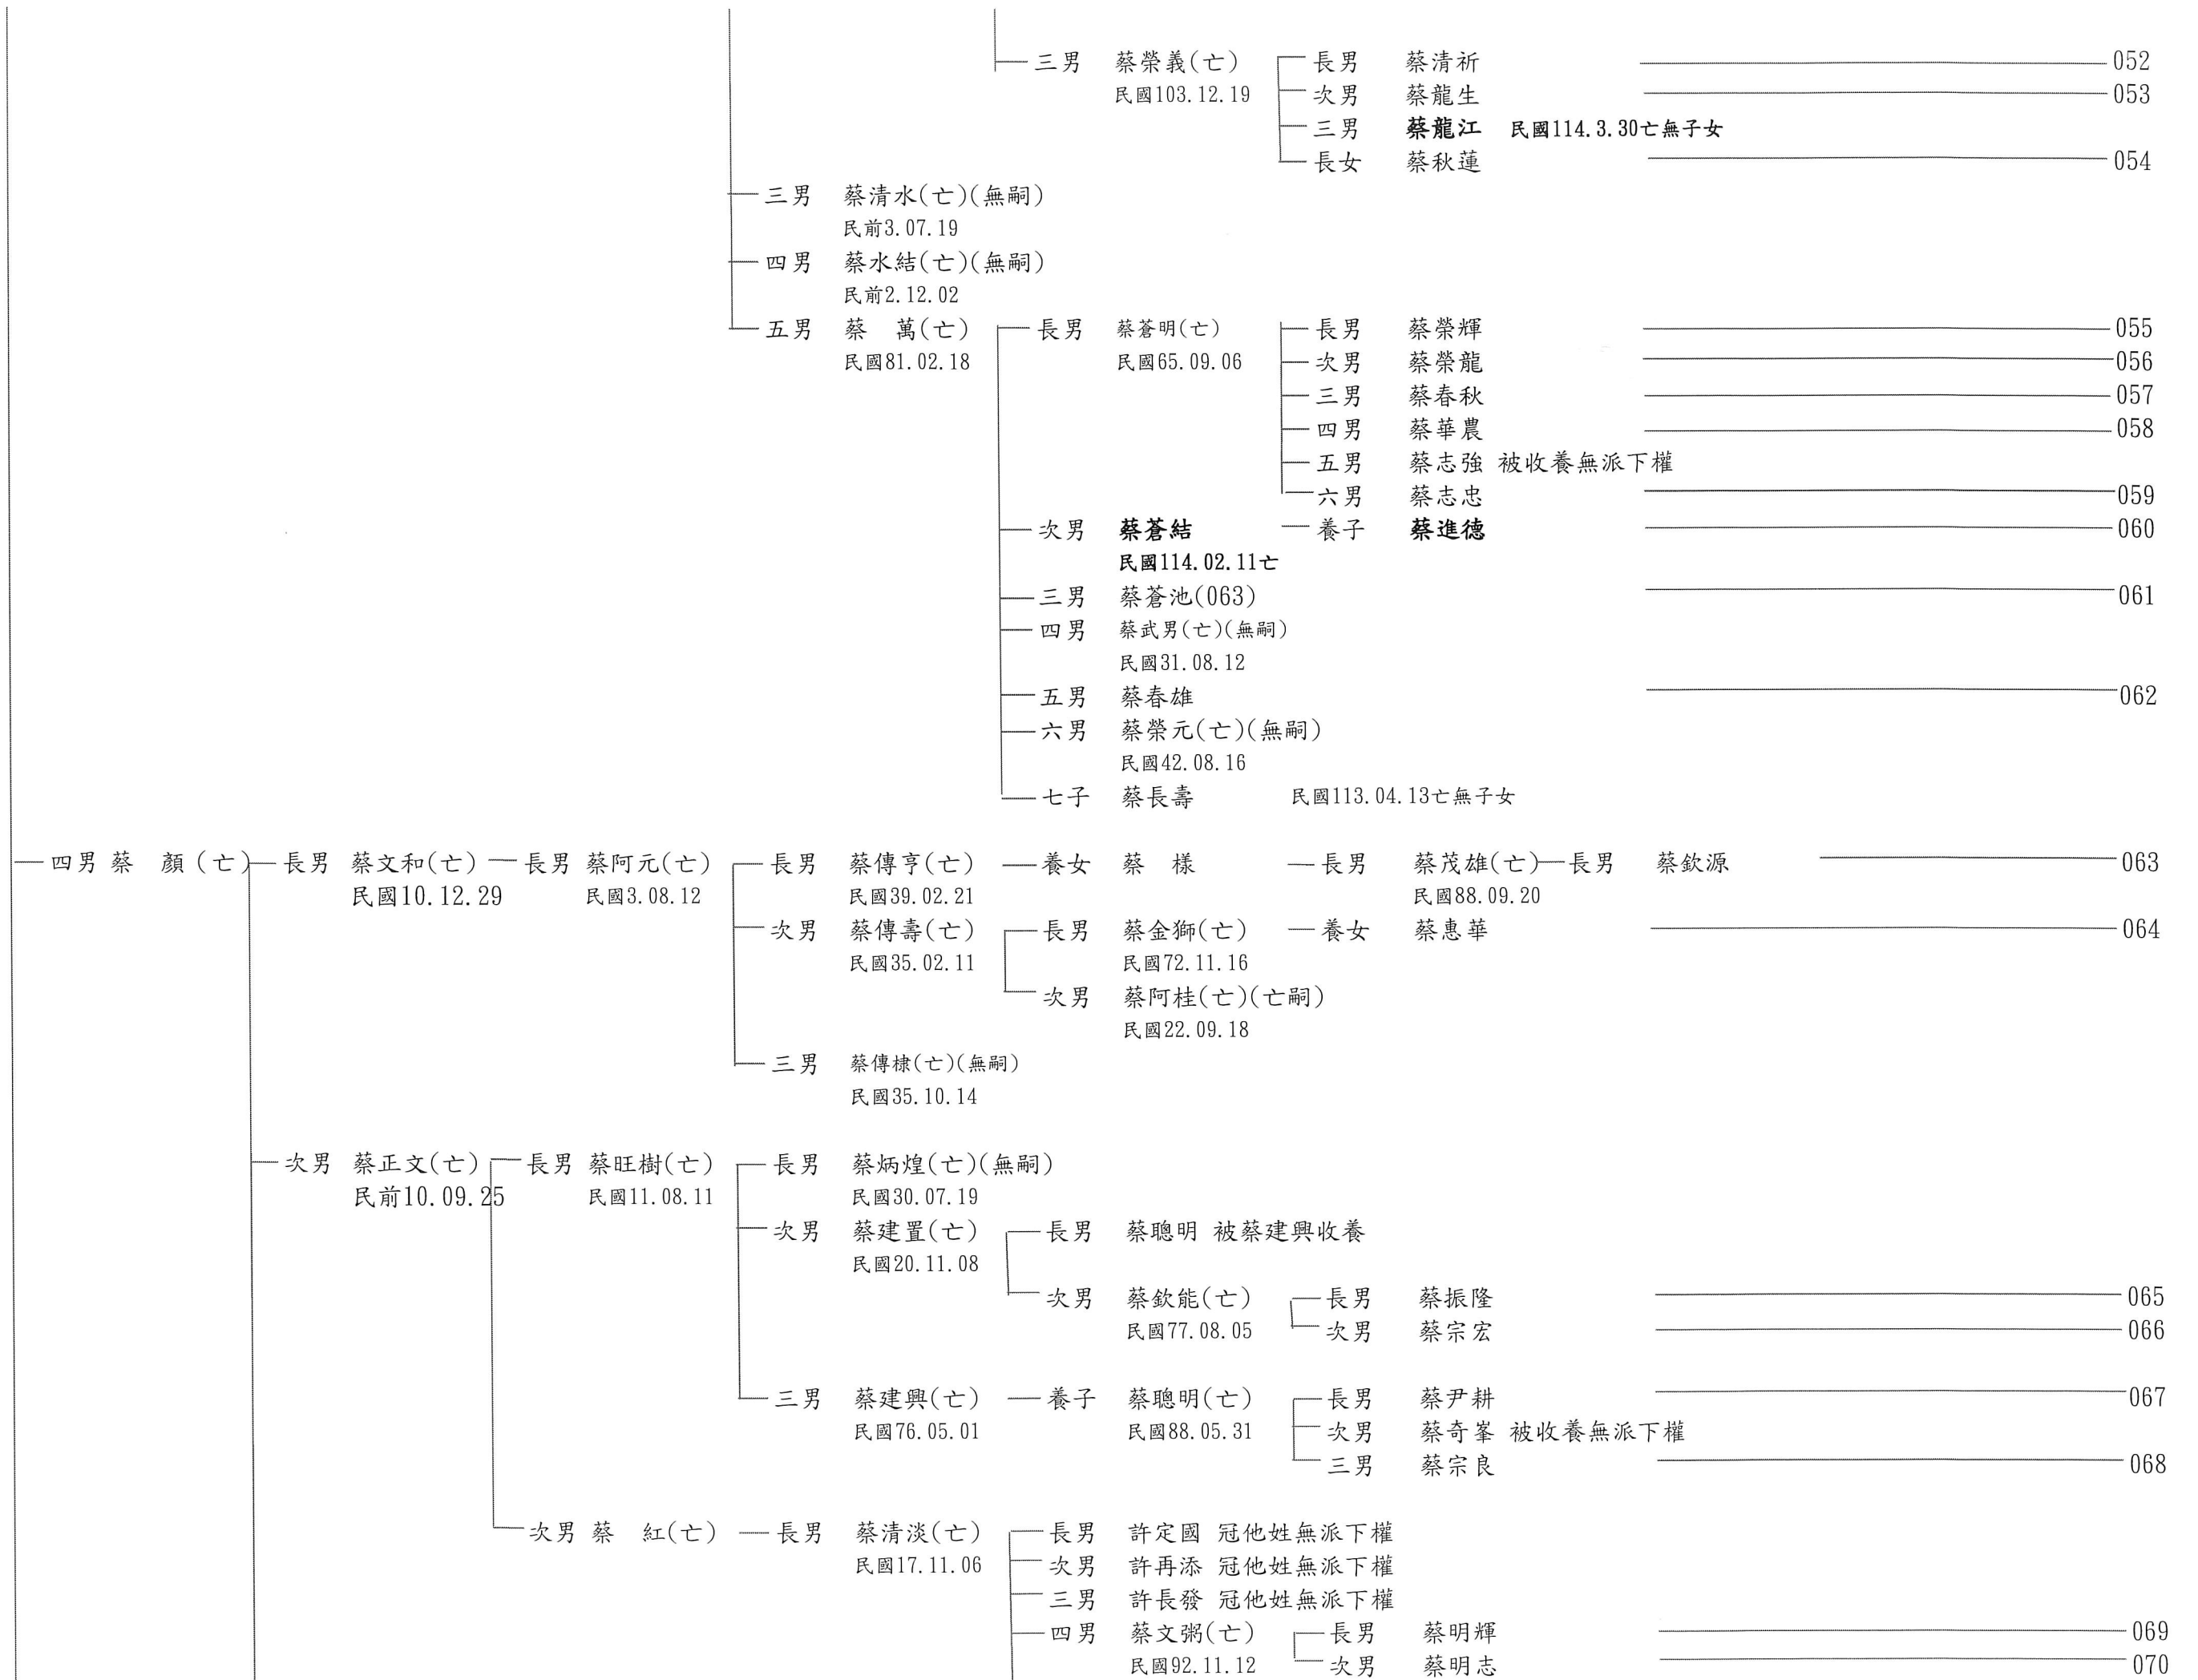 三男 蔡榮義(亡) 長男 蔡清祈 052
民國103.12.19 次男 蔡龍生 053
三男 蔡龍江 民國114.3.30亡無子女
長女 蔡秋蓮 054
三男 蔡清水(亡)(無嗣)
民前3.07.19
四男 蔡水結(亡)(無嗣)
民前2.12.02
五男 蔡 萬(亡) 長男 蔡蒼明(亡) 長男 蔡榮輝 055
民國81.02.18 民國65.09.06 次男 蔡榮龍 056
三男 蔡春秋 057
四男 蔡華農 058
五男 蔡志強 被收養無派下權
六男 蔡志忠 059
次男 蔡蒼結 養子 蔡進德 060
民國114.02.11亡
三男 蔡蒼池(063) 061
四男 蔡武男(亡)(無嗣)
民國31.08.12
五男 蔡春雄 062
六男 蔡榮元(亡)(無嗣)
民國42.08.16
七子 蔡長壽 民國113.04.13亡無子女
四男 蔡 顏(亡) 長男 蔡文和(亡) 長男 蔡阿元(亡) 長男 蔡傳亨(亡) 養女 蔡 樣 長男 蔡茂雄(亡) 長男 蔡欽源 063
民國10.12.29 民國3.08.12 民國39.02.21 民國88.09.20
次男 蔡傳壽(亡) 長男 蔡金獅(亡) 養女 蔡惠華 064
民國35.02.11 民國72.11.16
次男 蔡阿桂(亡)(亡嗣)
民國22.09.18
三男 蔡傳棣(亡)(無嗣)
民國35.10.14
次男 蔡正文(亡) 長男 蔡旺樹(亡) 長男 蔡炳煌(亡)(無嗣)
民前10.09.25 民國11.08.11 民國30.07.19
次男 蔡建置(亡) 長男 蔡聰明 被蔡建興收養
民國20.11.08
次男 蔡欽能(亡) 長男 蔡振隆 065
民國77.08.05 次男 蔡宗宏 066
三男 蔡建興(亡) 養子 蔡聰明(亡) 長男 蔡尹耕 067
民國76.05.01 民國88.05.31 次男 蔡奇峯 被收養無派下權
三男 蔡宗良 068
次男 蔡 紅(亡) 長男 蔡清淡(亡) 長男 許定國 冠他姓無派下權
民國17.11.06 次男 許再添 冠他姓無派下權
三男 許長發 冠他姓無派下權
四男 蔡文粥(亡) 長男 蔡明輝 069
民國92.11.12 次男 蔡明志 070